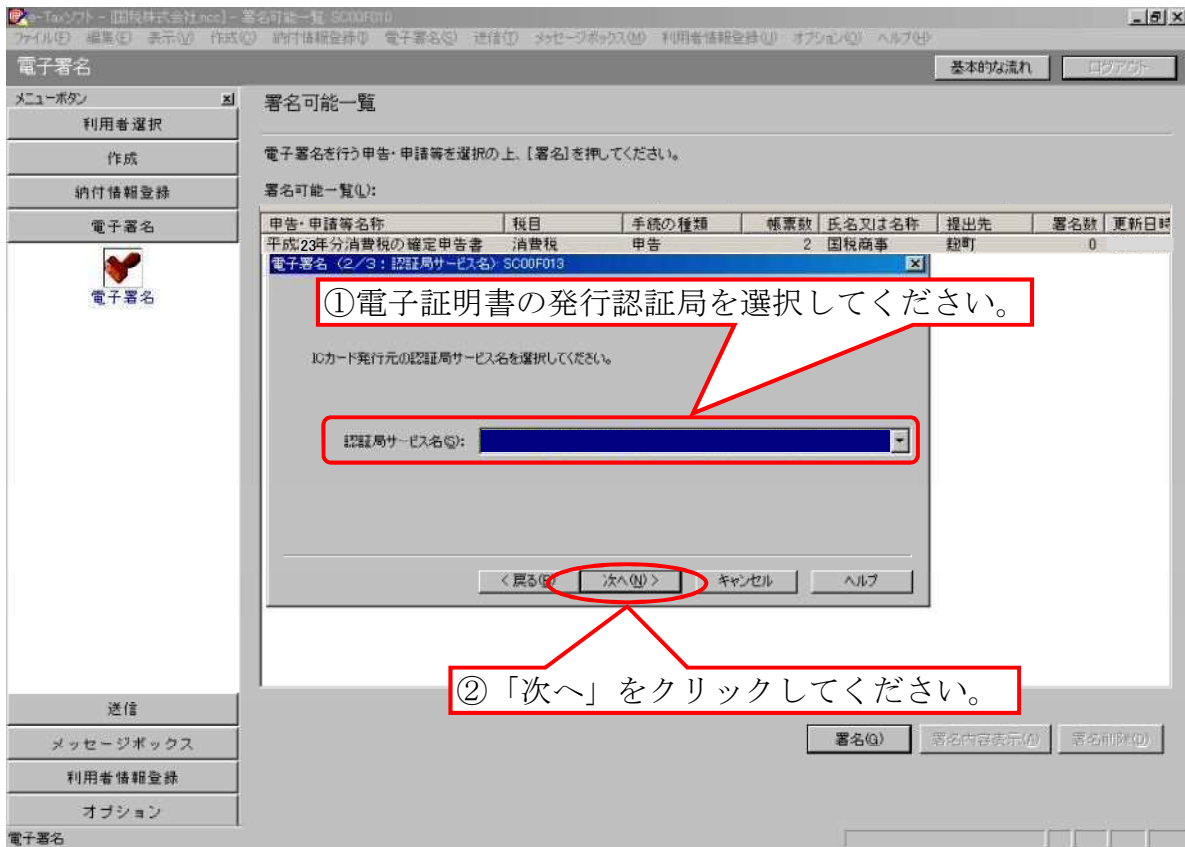 e-Taxソフト - [国税株式会社.ncc] - 署名可能一覧 SC00F010
ファイル(F) 編集(E) 表示(V) 作成(C) 納付情報登録(I) 電子署名(S) 送信(T) メッセージボックス(M) 利用者情報登録(U) オプション(O) ヘルプ(H)
電子署名
基本的な流れ
ログアウト
メニューボタン
利用者選択
作成
納付情報登録
電子署名
電子署名
署名可能一覧
電子署名を行う申告・申請等を選択の上、[署名]を押してください。
署名可能一覧(L):
申告・申請等名称 税目 手続の種類 帳票数 氏名又は名称 提出先 署名数 更新日時
平成23年分消費税の確定申告書 消費税 申告 2 国税商事 麹町 0
電子署名 (2/3:認証局サービス名) SC00F013
①電子証明書の発行認証局を選択してください。
ICカード発行元の認証局サービス名を選択してください。
認証局サービス名(S):
<戻る(B) 次へ(N)> キャンセル ヘルプ
②「次へ」をクリックしてください。
署名(G) 署名内容表示(A) 署名削除(D)
送信
メッセージボックス
利用者情報登録
オプション
電子署名